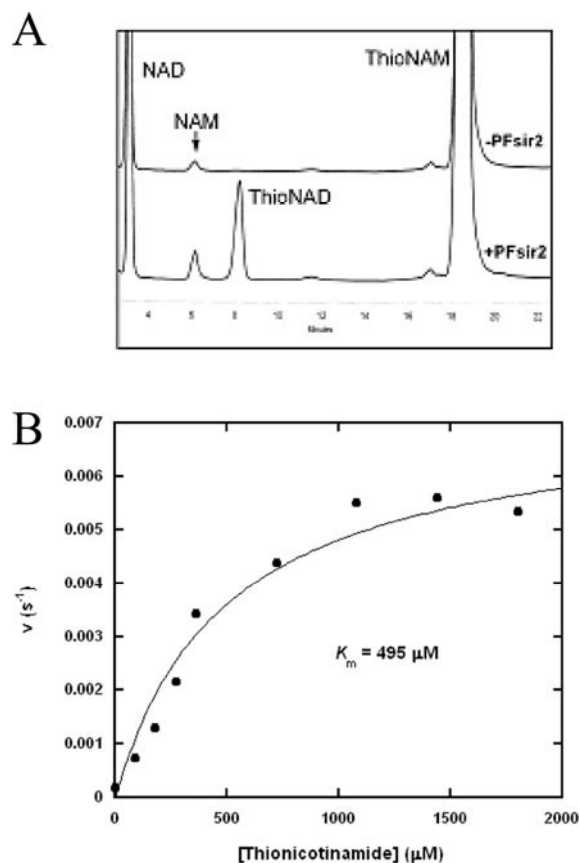 A
NAD
ThioNAM
NAM
-PFsir2
ThioNAD
+PFsir2
4 6 8 10 12 14 16 18 20 22
Minutes
B
0.007
0.006
0.005
0.004
0.003
0.002
0.001
0
v (s⁻¹)
Kₘ = 495 µM
0 500 1000 1500 2000
[Thionicotinamide] (µM)